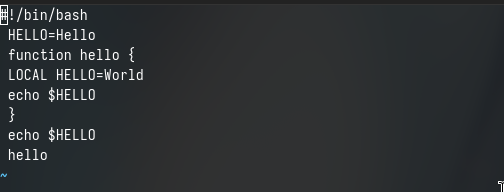 #!/bin/bash
HELLO=Hello
function hello {
LOCAL HELLO=World
echo $HELLO
}
echo $HELLO
hello
~